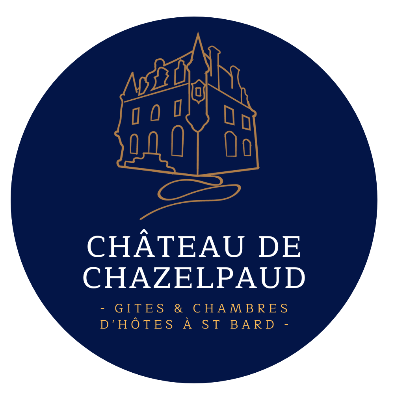 CHÂTEAU DE
CHAZELPAUD
- GITES & CHAMBRES
D'HÔTES À ST BARD -